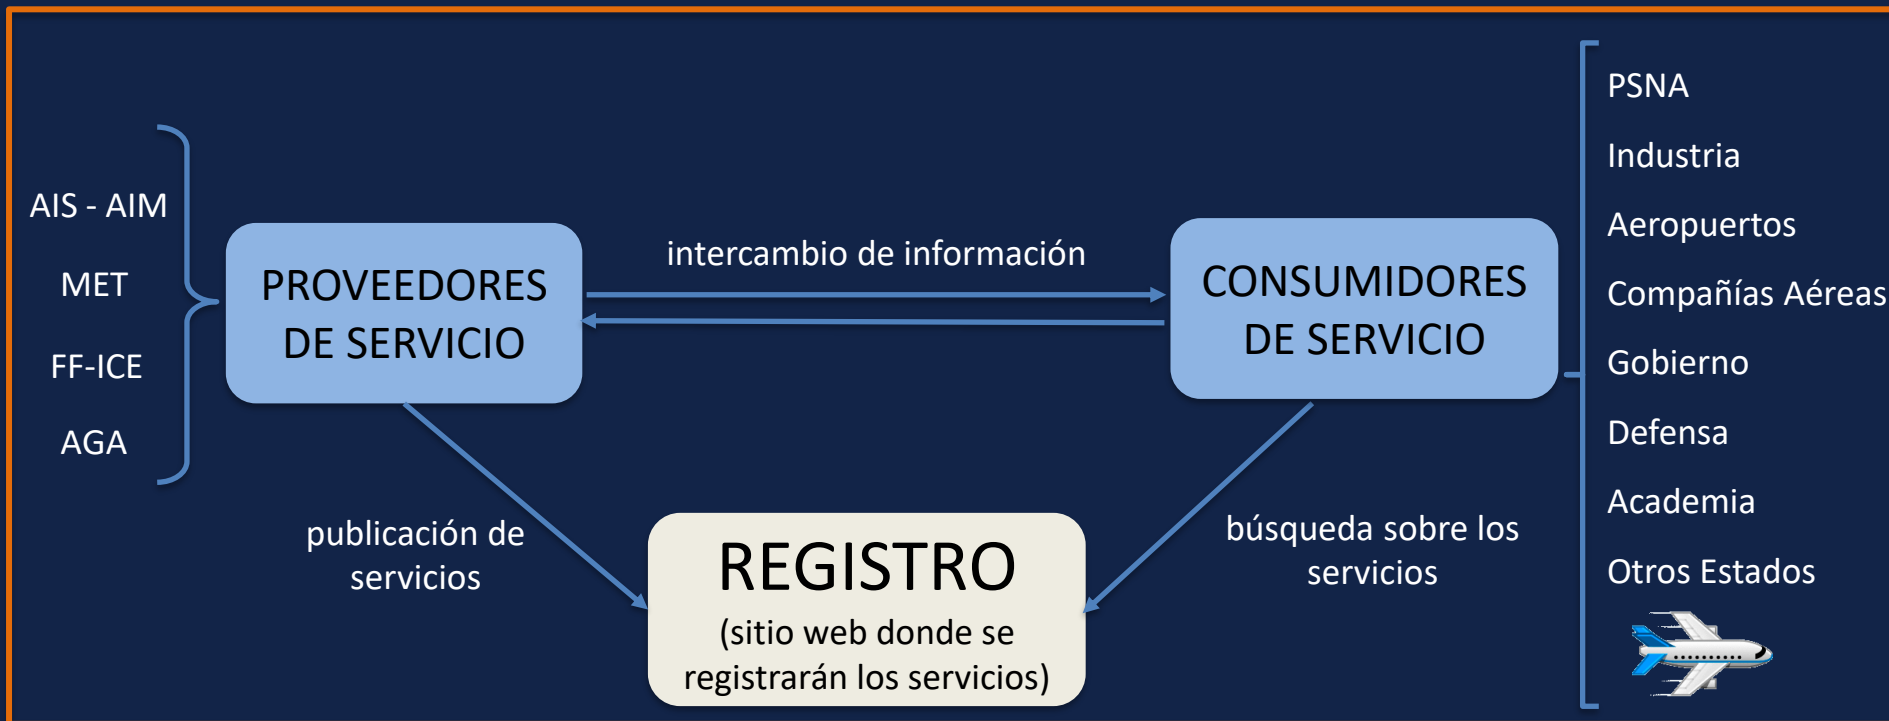 AIS - AIM
MET
FF-ICE
AGA
PROVEEDORES
DE SERVICIO
intercambio de información
CONSUMIDORES
DE SERVICIO
PSNA
Industria
Aeropuertos
Compañías Aéreas
Gobierno
Defensa
Academia
Otros Estados
publicación de
servicios
REGISTRO
(sitio web donde se
registrarán los servicios)
búsqueda sobre los
servicios